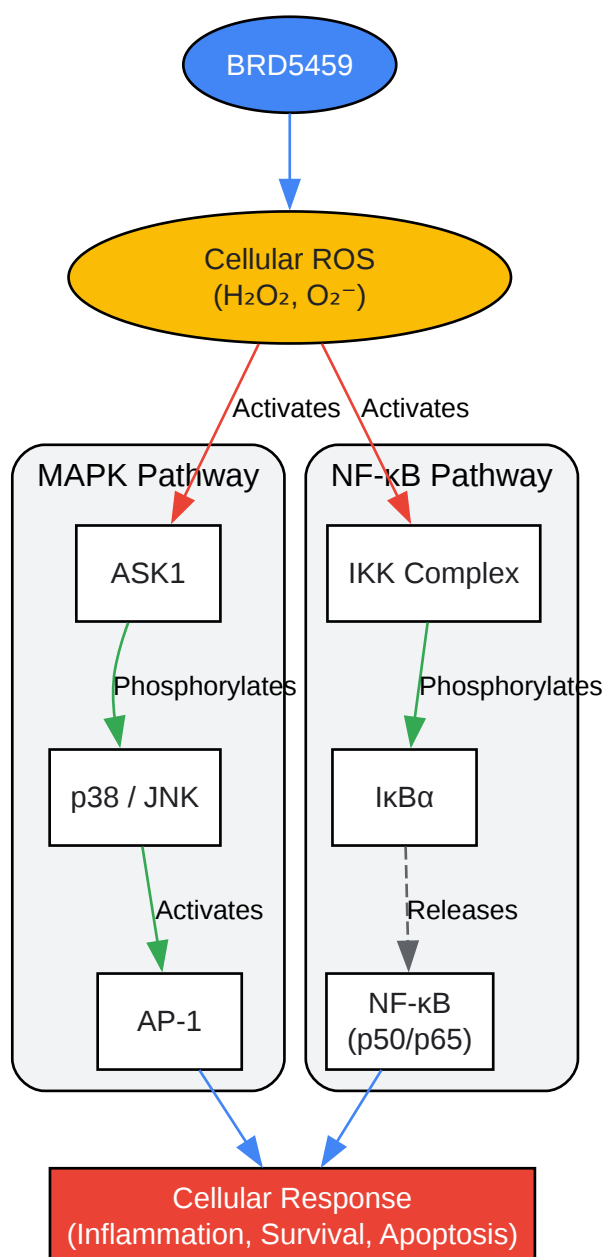 BRD5459
Cellular ROS
(H₂O₂, O₂⁻)
Activates
Activates
MAPK Pathway
NF-κB Pathway
ASK1
IKK Complex
Phosphorylates
Phosphorylates
p38 / JNK
IκBα
Activates
Releases
AP-1
NF-κB
(p50/p65)
Cellular Response
(Inflammation, Survival, Apoptosis)